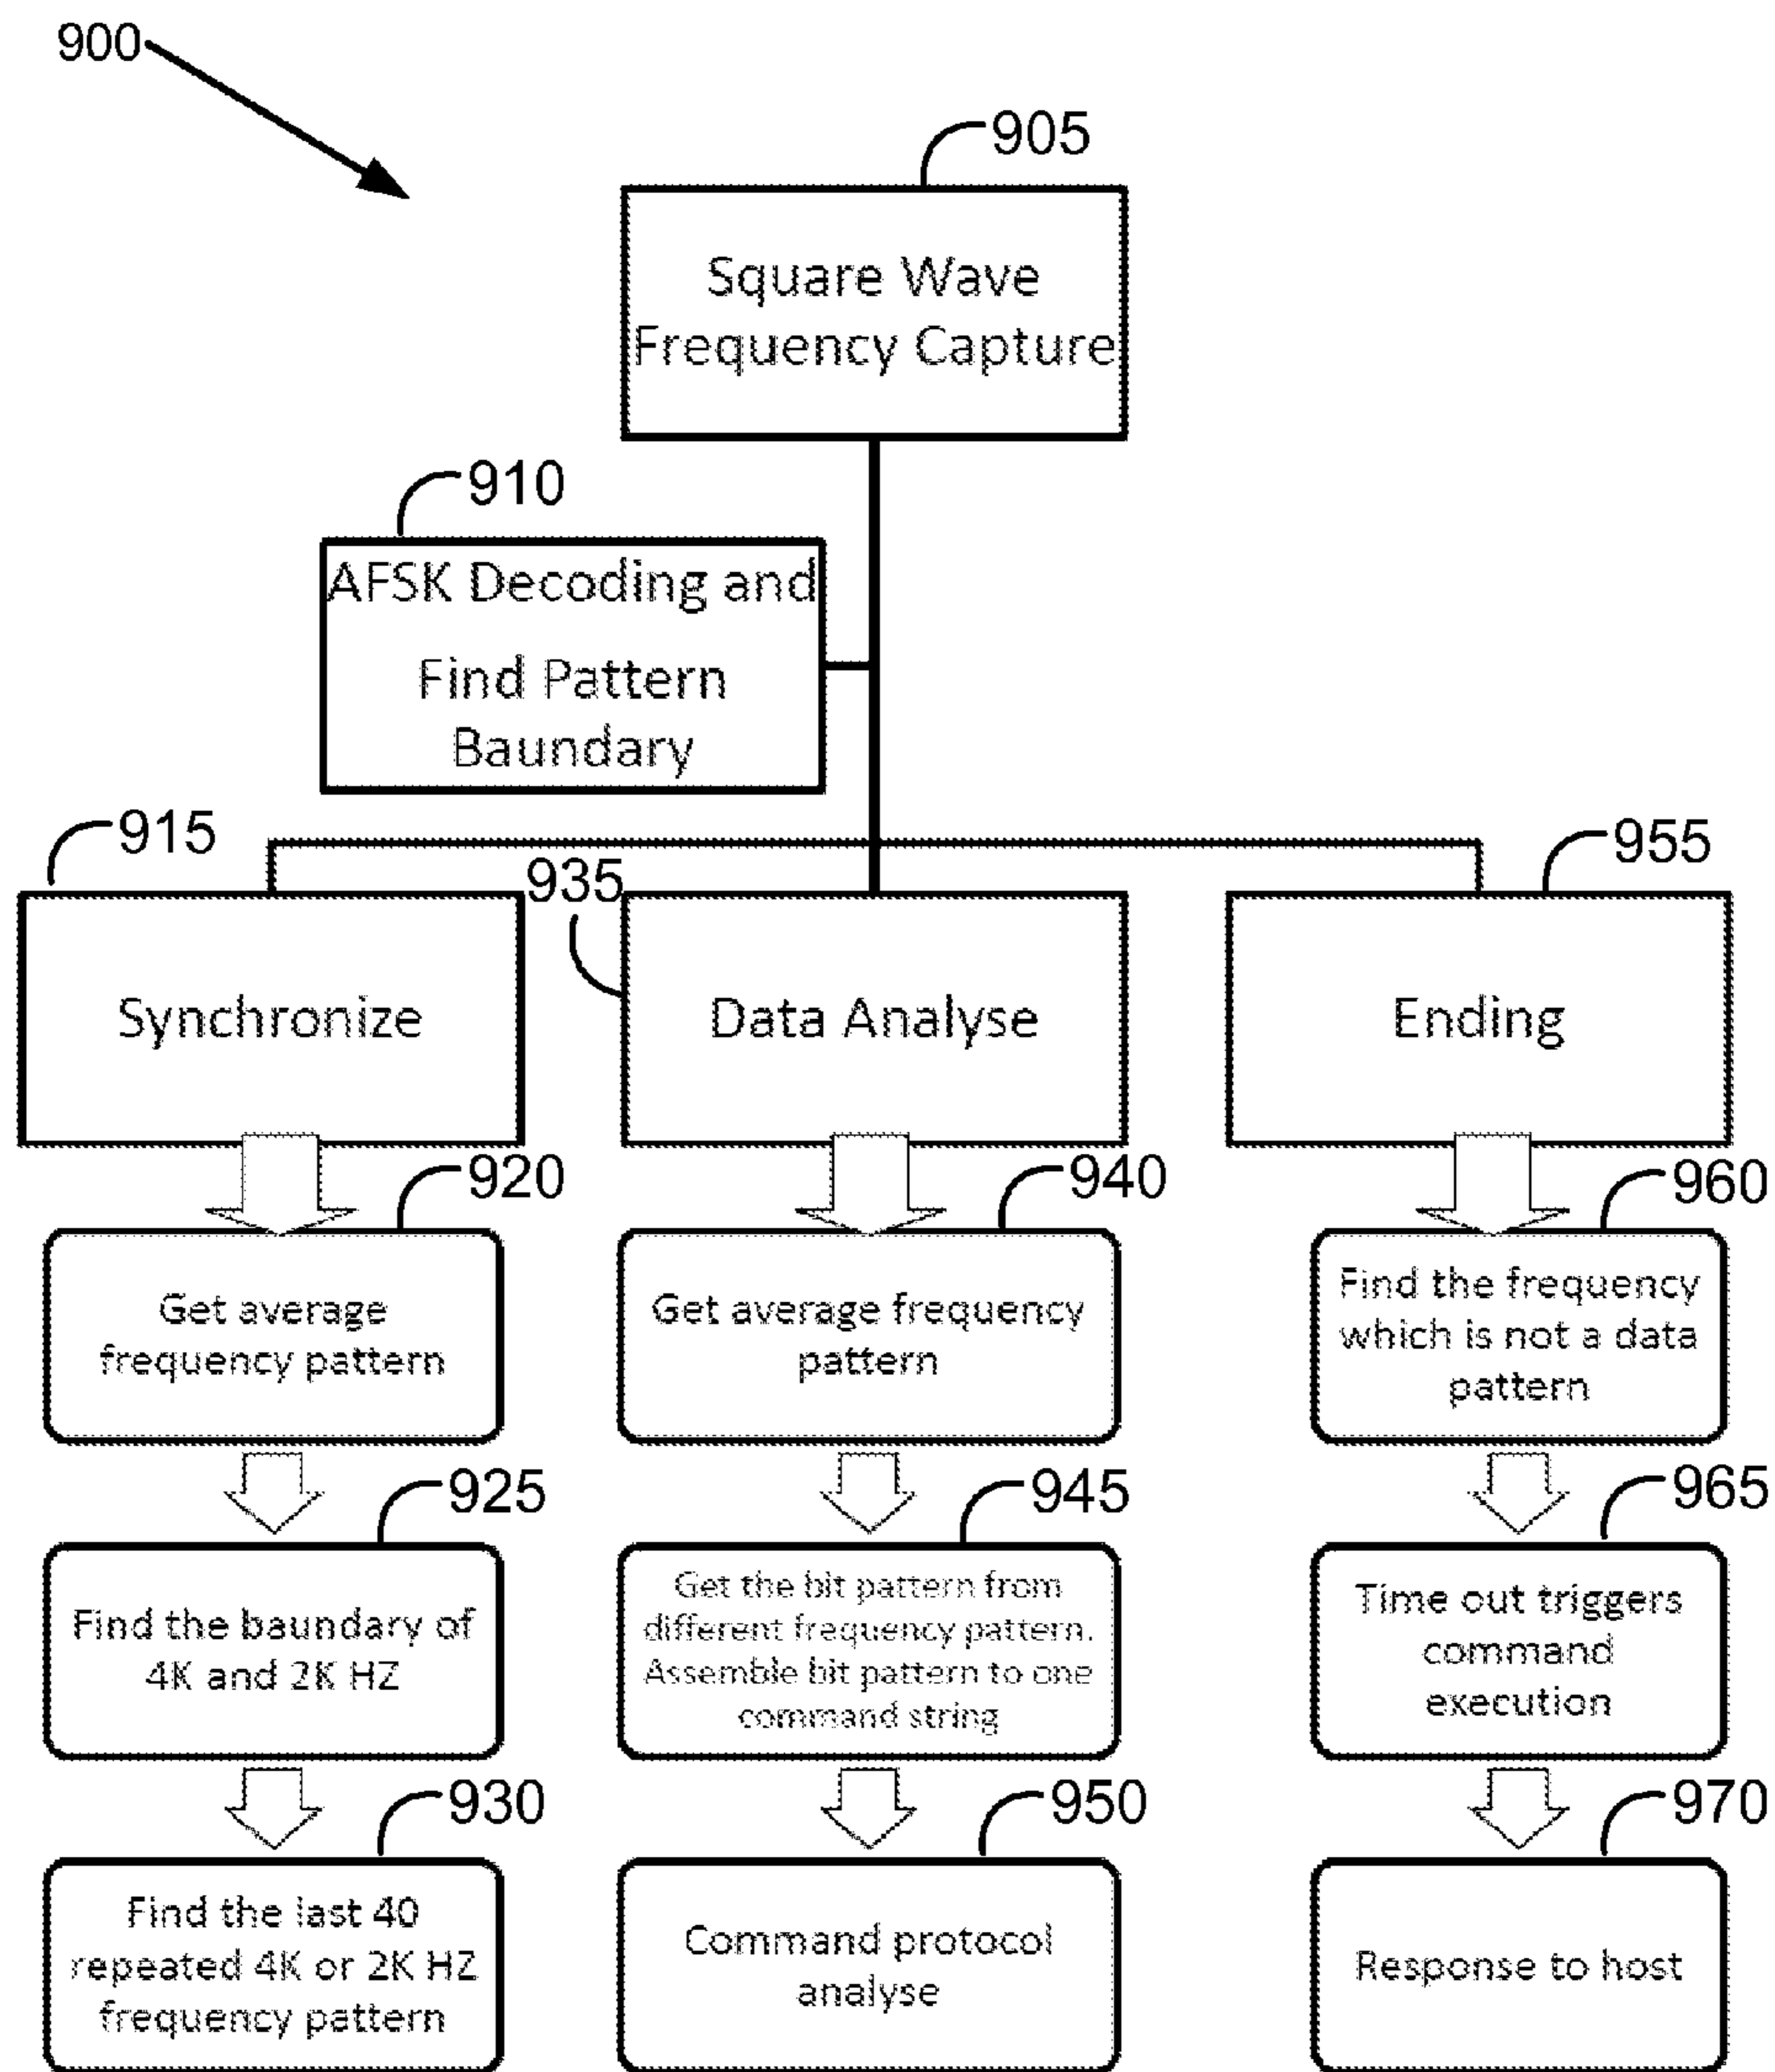 900
905
Square Wave
Frequency Capture
910
AFSK Decoding and
Find Pattern
Baundary
915
Synchronize
935
Data Analyse
955
Ending
920
Get average
frequency pattern
925
Find the baundary of
4K and 2K HZ
930
Find the last 40
repeated 4K or 2K HZ
frequency pattern
940
Get average frequency
pattern
945
Get the bit pattern from
different frequency pattern.
Assemble bit pattern to one
command string
950
Command protocol
analyse
960
Find the frequency
which is not a data
pattern
965
Time out triggers
command
execution
970
Response to host